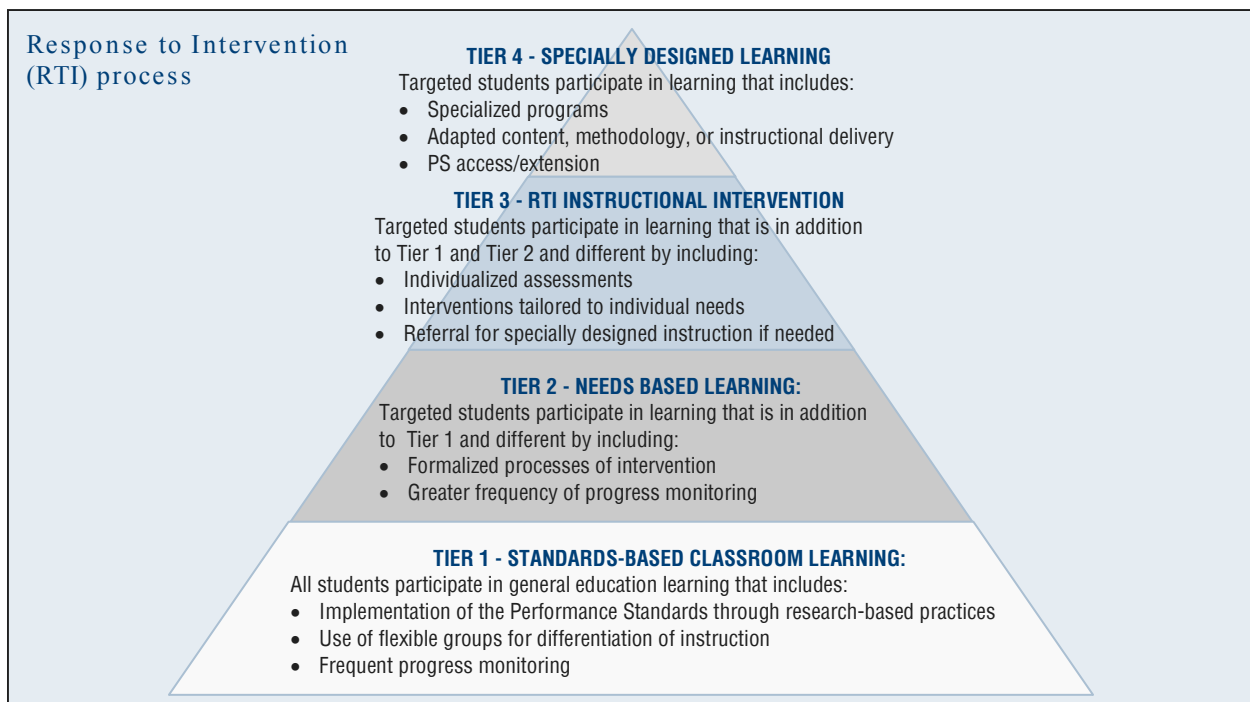 Response to Intervention
(RTI) process
TIER 4 - SPECIALLY DESIGNED LEARNING
Targeted students participate in learning that includes:
• Specialized programs
• Adapted content, methodology, or instructional delivery
• PS access/extension
TIER 3 - RTI INSTRUCTIONAL INTERVENTION
Targeted students participate in learning that is in addition
to Tier 1 and Tier 2 and different by including:
• Individualized assessments
• Interventions tailored to individual needs
• Referral for specially designed instruction if needed
TIER 2 - NEEDS BASED LEARNING:
Targeted students participate in learning that is in addition
to Tier 1 and different by including:
• Formalized processes of intervention
• Greater frequency of progress monitoring
TIER 1 - STANDARDS-BASED CLASSROOM LEARNING:
All students participate in general education learning that includes:
• Implementation of the Performance Standards through research-based practices
• Use of flexible groups for differentiation of instruction
• Frequent progress monitoring